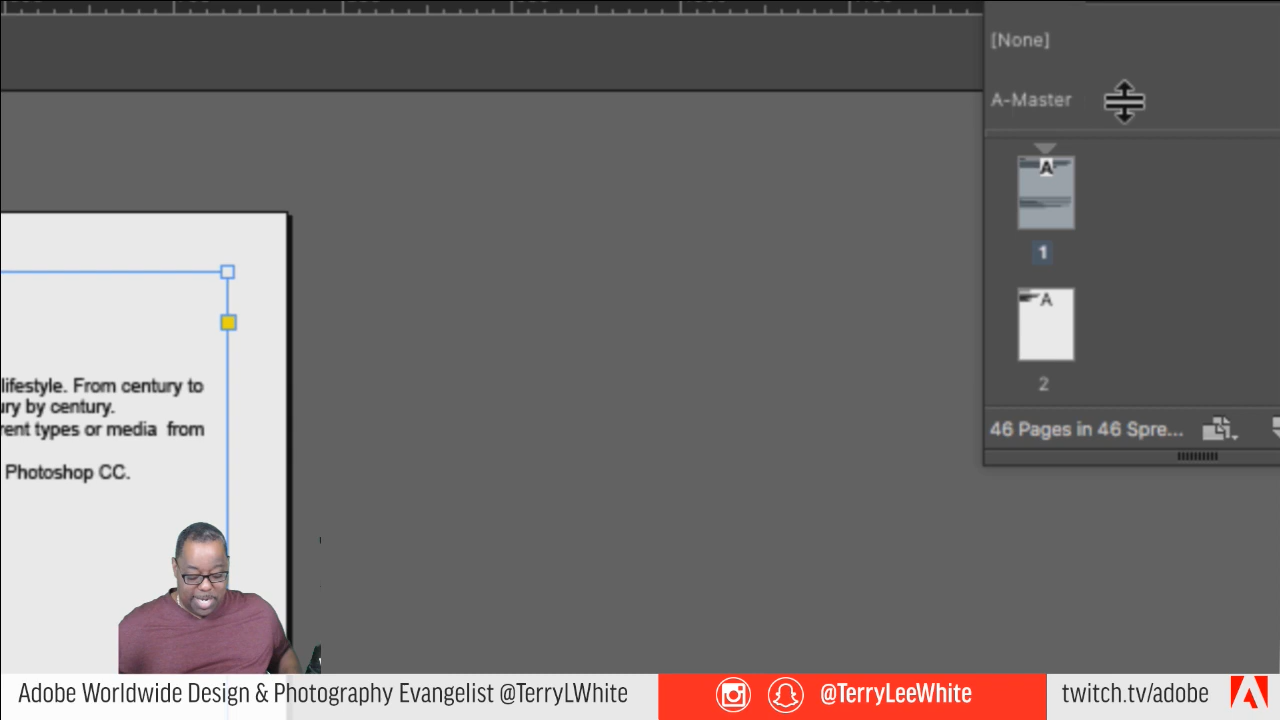 [None]
A-Master
A
1
A
2
46 Pages in 46 Spre...
lifestyle. From century to
ury by century.
rent types or media from
Photoshop CC.
Adobe Worldwide Design & Photography Evangelist @TerryLWhite
@TerryLeeWhite
twitch.tv/adobe